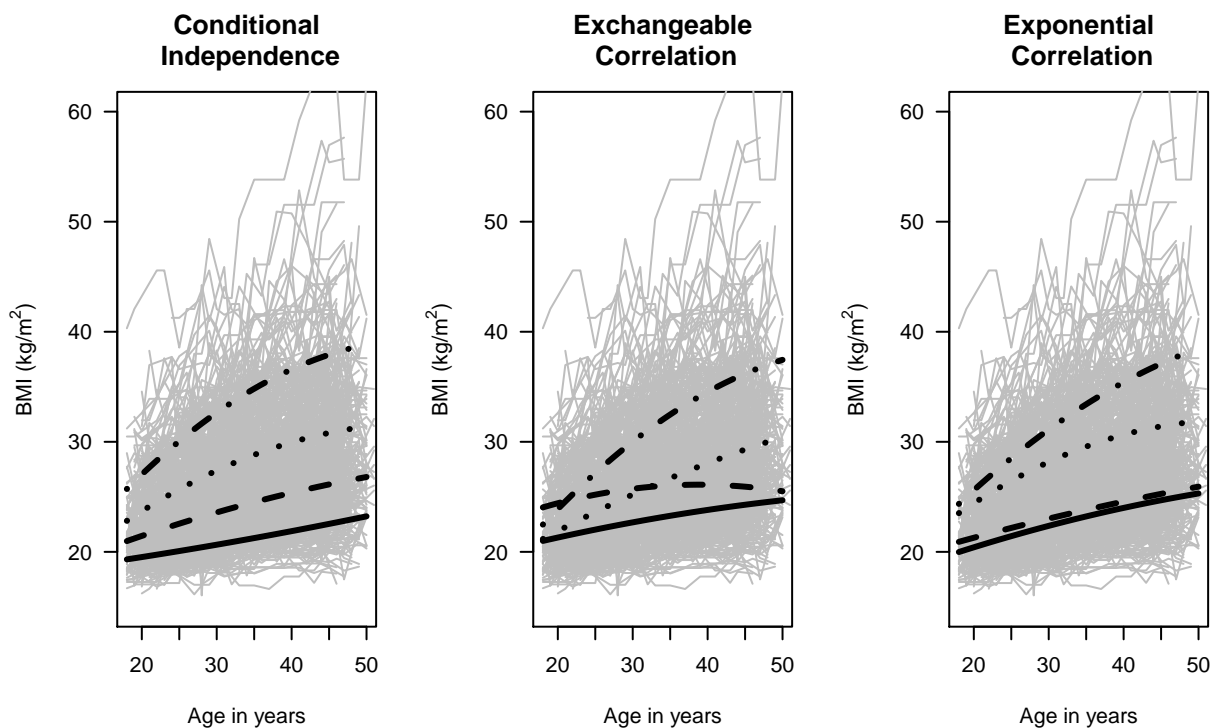 Conditional
Independence
60
50
40
30
20
BMI (kg/m2)
20 30 40 50
Age in years
Exchangeable
Correlation
60
50
40
30
20
BMI (kg/m2)
20 30 40 50
Age in years
Exponential
Correlation
60
50
40
30
20
BMI (kg/m2)
20 30 40 50
Age in years